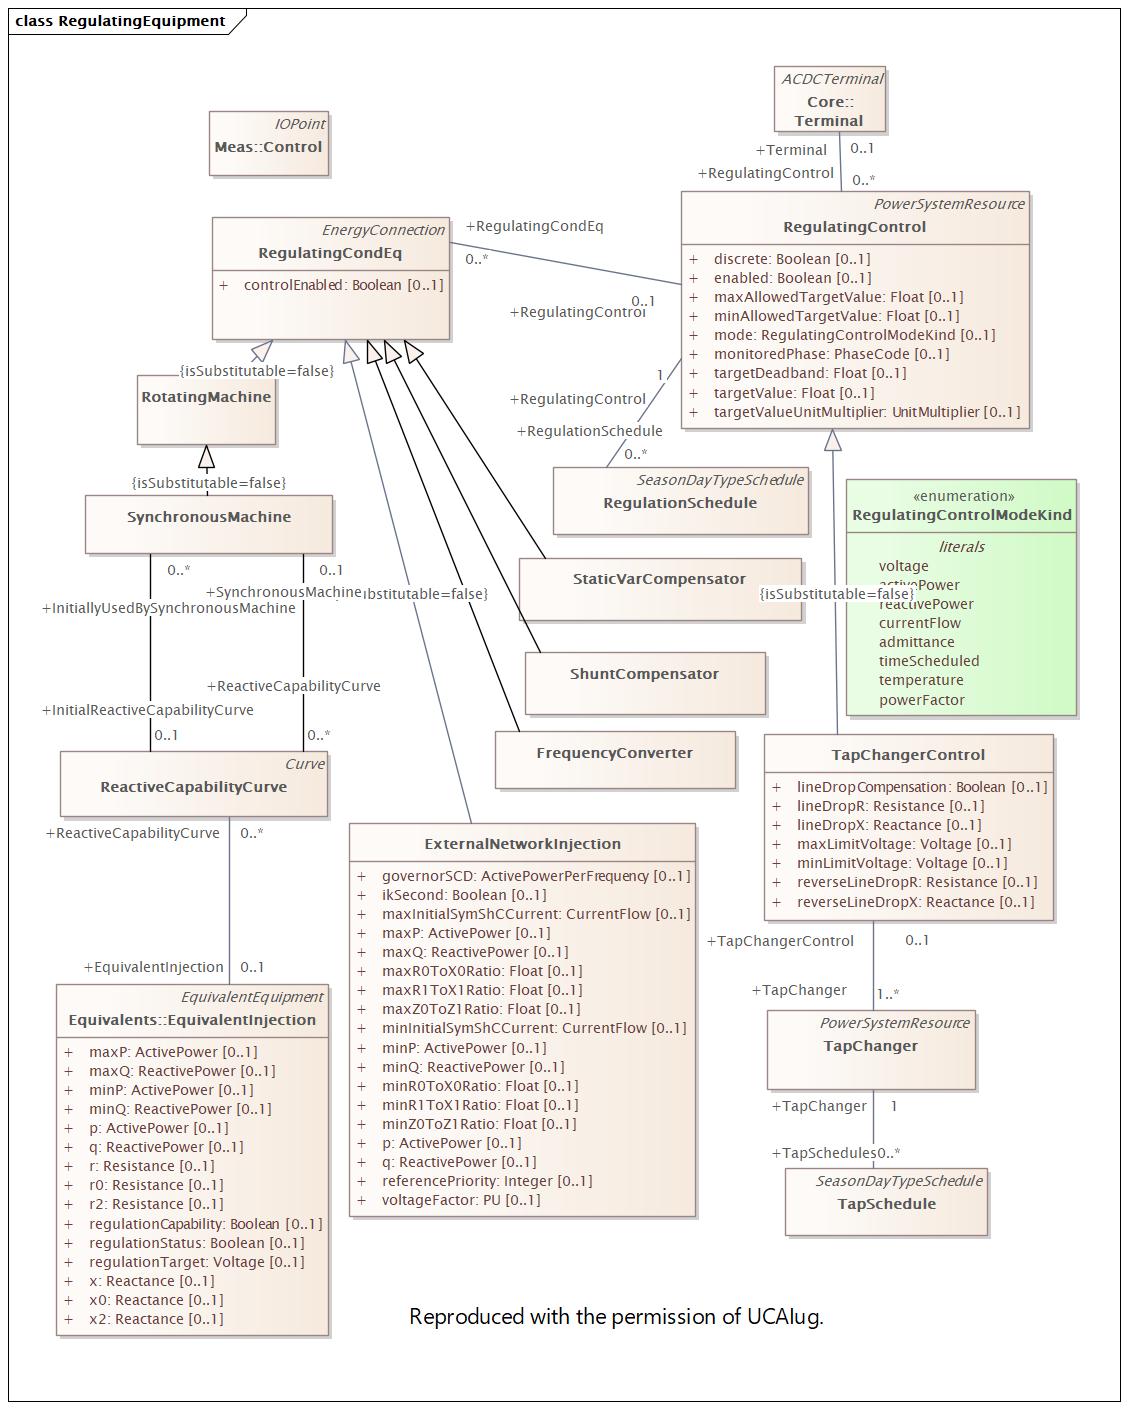 class RegulatingEquipment
ACDCTerminal
Core::
Terminal
IOPoint
Meas::Control
+Terminal
0..1
+RegulatingControl
0..*
PowerSystemResource
RegulatingControl
+ discrete: Boolean [0..1]
+ enabled: Boolean [0..1]
+ maxAllowedTargetValue: Float [0..1]
+ minAllowedTargetValue: Float [0..1]
+ mode: RegulatingControlModeKind [0..1]
+ monitoredPhase: PhaseCode [0..1]
+ targetDeadband: Float [0..1]
+ targetValue: Float [0..1]
+ targetValueUnitMultiplier: UnitMultiplier [0..1]
EnergyConnection
RegulatingCondEq
+ controlEnabled: Boolean [0..1]
+RegulatingCondEq
0..*
0..1
+RegulatingControl
{isSubstitutable=false}
RotatingMachine
1
+RegulatingControl
+RegulationSchedule
0..*
SeasonDayTypeSchedule
RegulationSchedule
{isSubstitutable=false}
SynchronousMachine
«enumeration»
RegulatingControlModeKind
literals
voltage
activePower
reactivePower
currentFlow
admittance
timeScheduled
temperature
powerFactor
0..*
0..1
+SynchronousMachine
+InitiallyUsedBySynchronousMachine
bstitutable=false}
StaticVarCompensator
{isSubstitutable=false}
ShuntCompensator
+ReactiveCapabilityCurve
+InitialReactiveCapabilityCurve
0..1
0..*
FrequencyConverter
Curve
ReactiveCapabilityCurve
TapChangerControl
+ lineDropCompensation: Boolean [0..1]
+ lineDropR: Resistance [0..1]
+ lineDropX: Reactance [0..1]
+ maxLimitVoltage: Voltage [0..1]
+ minLimitVoltage: Voltage [0..1]
+ reverseLineDropR: Resistance [0..1]
+ reverseLineDropX: Reactance [0..1]
+ReactiveCapabilityCurve
0..*
ExternalNetworkInjection
+ governorSCD: ActivePowerPerFrequency [0..1]
+ ikSecond: Boolean [0..1]
+ maxInitialSymShCCurrent: CurrentFlow [0..1]
+ maxP: ActivePower [0..1]
+ maxQ: ReactivePower [0..1]
+ maxR0ToX0Ratio: Float [0..1]
+ maxR1ToX1Ratio: Float [0..1]
+ maxZ0ToZ1Ratio: Float [0..1]
+ minInitialSymShCCurrent: CurrentFlow [0..1]
+ minP: ActivePower [0..1]
+ minQ: ReactivePower [0..1]
+ minR0ToX0Ratio: Float [0..1]
+ minR1ToX1Ratio: Float [0..1]
+ minZ0ToZ1Ratio: Float [0..1]
+ p: ActivePower [0..1]
+ q: ReactivePower [0..1]
+ referencePriority: Integer [0..1]
+ voltageFactor: PU [0..1]
+TapChangerControl
0..1
+EquivalentInjection
0..1
+TapChanger
1..*
EquivalentEquipment
Equivalents::EquivalentInjection
+ maxP: ActivePower [0..1]
+ maxQ: ReactivePower [0..1]
+ minP: ActivePower [0..1]
+ minQ: ReactivePower [0..1]
+ p: ActivePower [0..1]
+ q: ReactivePower [0..1]
+ r: Resistance [0..1]
+ r0: Resistance [0..1]
+ r2: Resistance [0..1]
+ regulationCapability: Boolean [0..1]
+ regulationStatus: Boolean [0..1]
+ regulationTarget: Voltage [0..1]
+ x: Reactance [0..1]
+ x0: Reactance [0..1]
+ x2: Reactance [0..1]
PowerSystemResource
TapChanger
+TapChanger
1
+TapSchedules
0..*
SeasonDayTypeSchedule
TapSchedule
Reproduced with the permission of UCAIug.